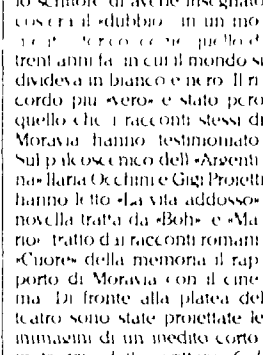 lo scrittore di averne insegnato
cos'era il «dubbio» in un mo
quello di
trent'anni fa in cui il mondo si
divideva in bianco e nero Il ri
cordo più «vero» è stato però
quello che i racconti stessi di
Moravia hanno testimoniato
Sul palcoscenico dell'«Argenti
na» Ilaria Occhini e Gigi Proietti
hanno letto «La vita addosso»
novella tratta da «Boh» e «Ma
rio» tratto dai racconti romani
«Cuore» della memoria il rap
porto di Moravia con il cine
ma Di fronte alla platea del
teatro sono state proiettate le
immagini di un inedito corto